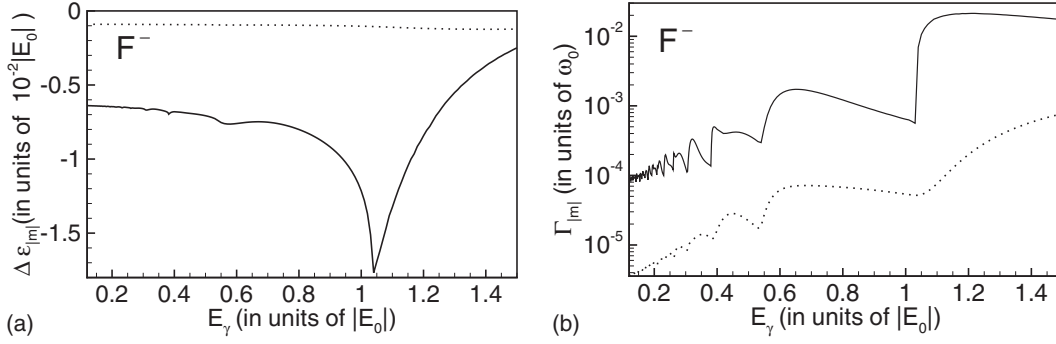 0
-0.5
-1
-1.5
Δ ε|m| (in units of 10⁻²|E₀|)
F⁻
0.2 0.4 0.6 0.8 1 1.2 1.4
Eγ (in units of |E₀|)
(a)
10⁻²
10⁻³
10⁻⁴
10⁻⁵
Γ|m| (in units of ω₀)
F⁻
0.2 0.4 0.6 0.8 1 1.2 1.4
Eγ (in units of |E₀|)
(b)